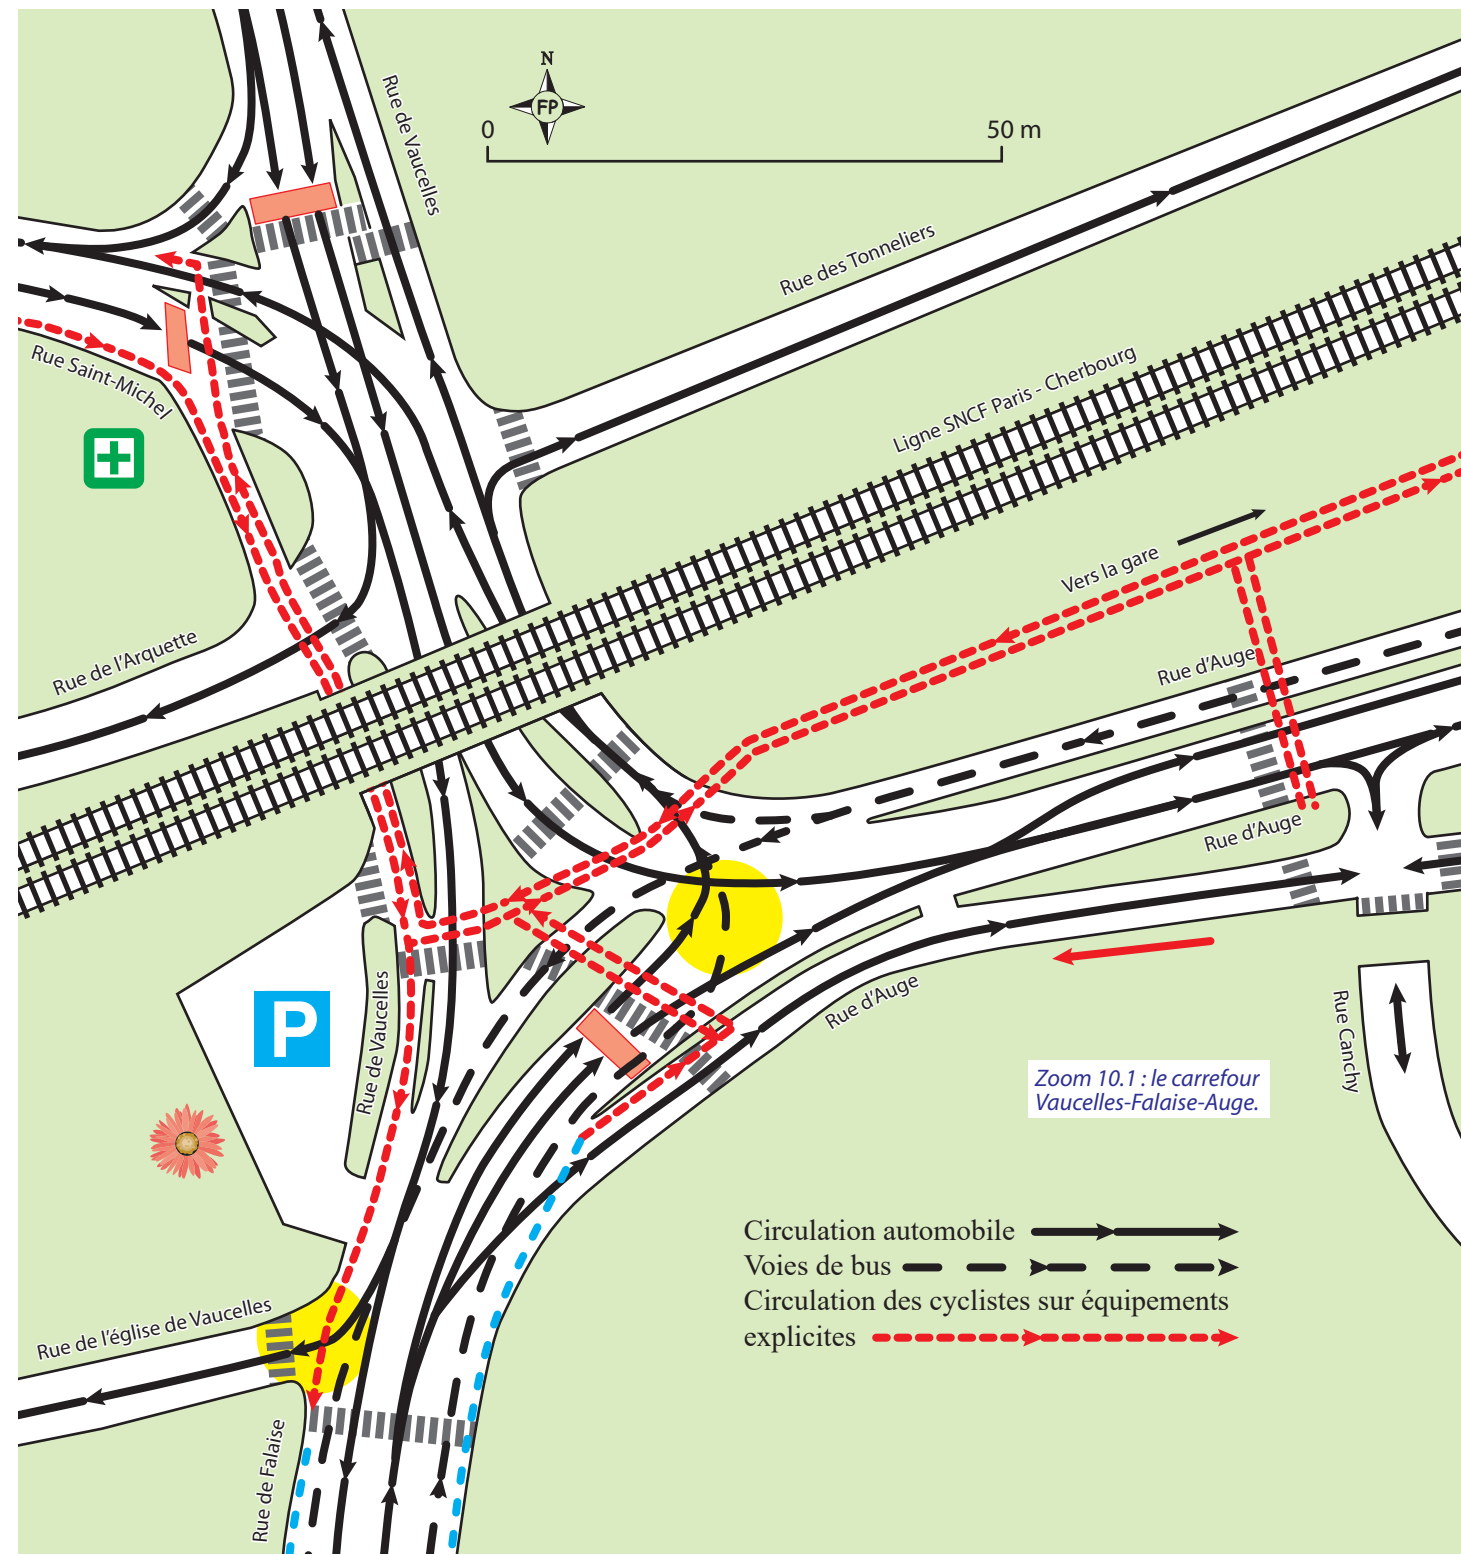 N
FP
0
50 m
Rue de Vaucelles
Rue des Tonneliers
Rue Saint-Michel
Ligne SNCF Paris - Cherbourg
Vers la gare
Rue de l'Arquette
Rue d'Auge
Rue d'Auge
P
Rue de Vaucelles
Rue d'Auge
Rue Canchy
Zoom 10.1 : le carrefour
Vaucelles-Falaise-Auge.
Circulation automobile
Voies de bus
Circulation des cyclistes sur équipements
explicites
Rue de l'église de Vaucelles
Rue de Falaise